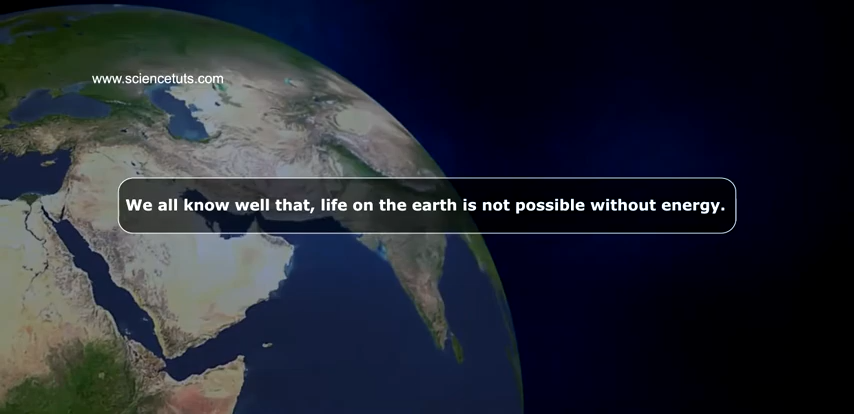 www.sciencetuts.com
We all know well that, life on the earth is not possible without energy.